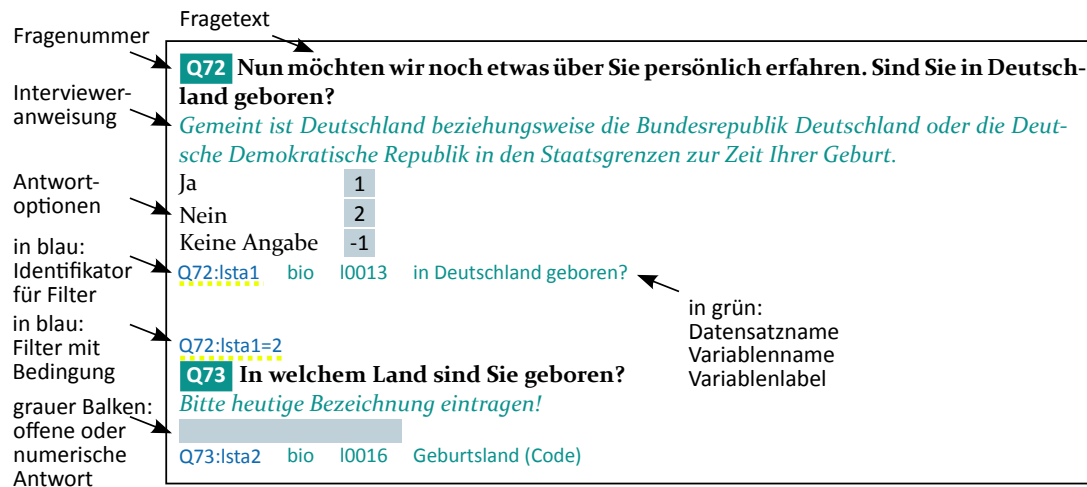 Fragetext
Fragenummer
Q72 Nun möchten wir noch etwas über Sie persönlich erfahren. Sind Sie in Deutsch-
land geboren?
Interviewer-
anweisung
Gemeint ist Deutschland beziehungsweise die Bundesrepublik Deutschland oder die Deut-
sche Demokratische Republik in den Staatsgrenzen zur Zeit Ihrer Geburt.
Antwort-
optionen
Ja 1
Nein 2
Keine Angabe -1
in blau:
Identifikator
für Filter
Q72:lsta1 bio l0013 in Deutschland geboren?
in grün:
Datensatzname
Variablenname
Variablenlabel
in blau:
Filter mit
Bedingung
Q72:lsta1=2
Q73 In welchem Land sind Sie geboren?
Bitte heutige Bezeichnung eintragen!
grauer Balken:
offene oder
numerische
Antwort
Q73:lsta2 bio l0016 Geburtsland (Code)